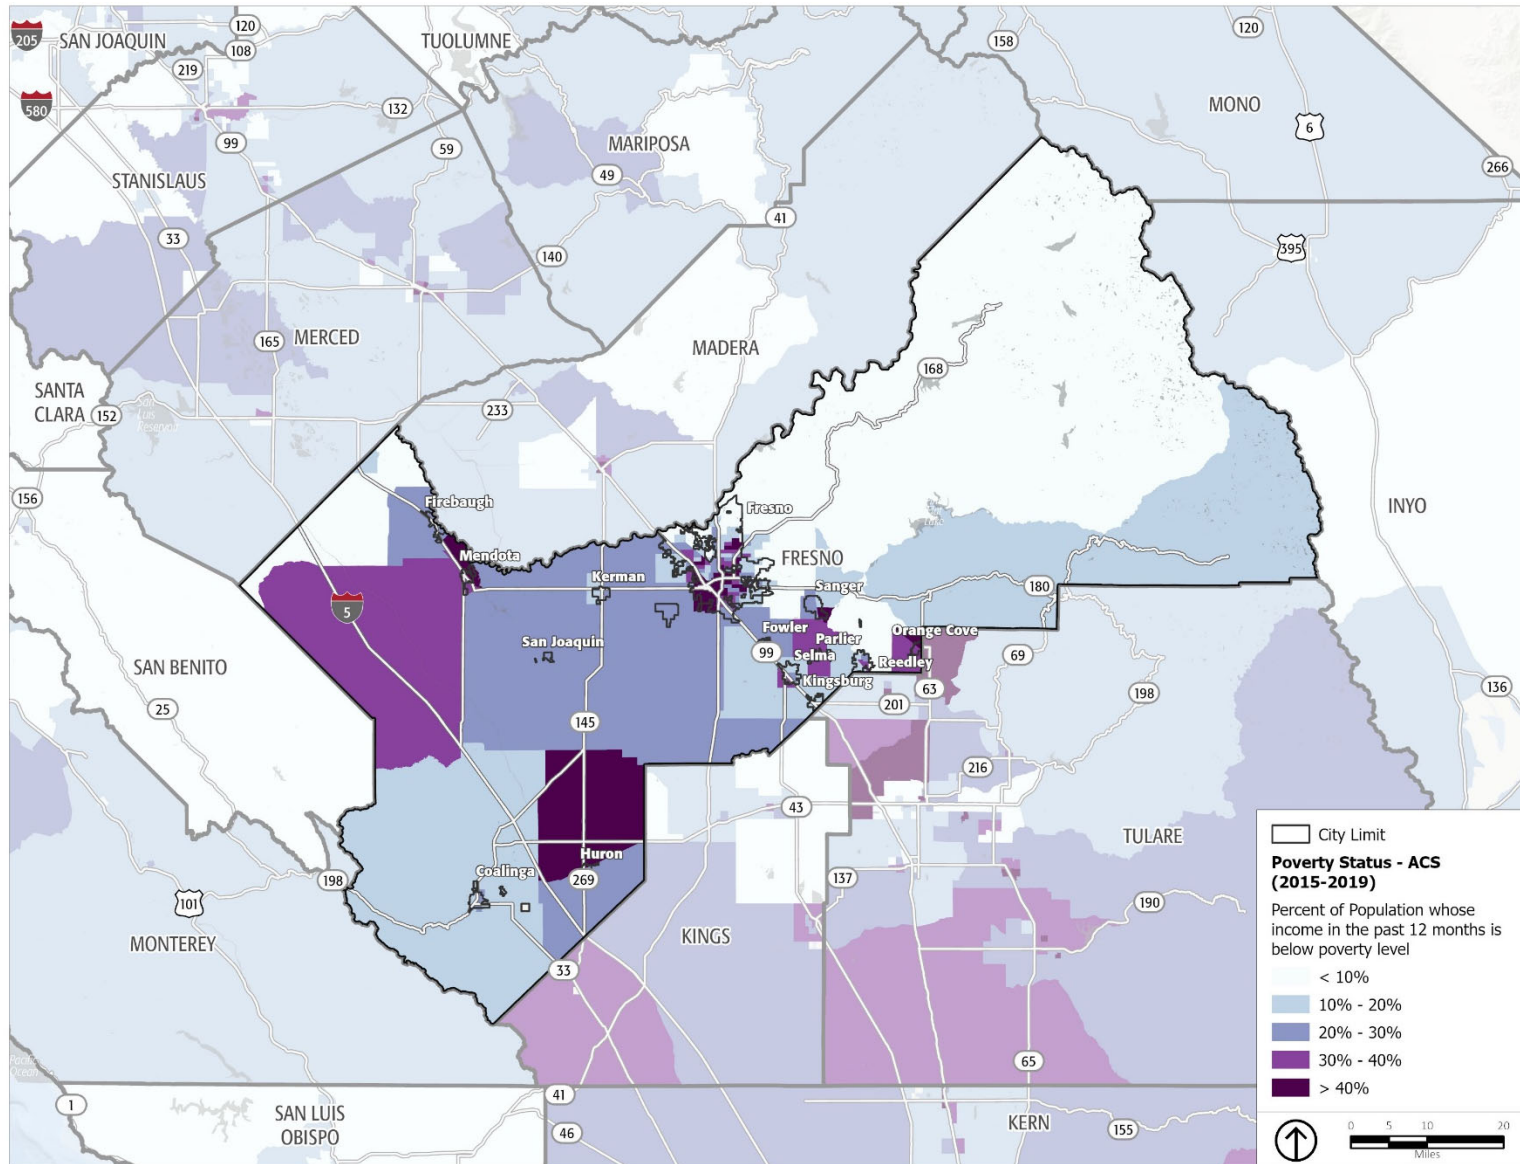 120
205
SAN JOAQUIN
TUOLUMNE
108
158
120
219
580
132
MONO
6
99
59
MARIPOSA
266
STANISLAUS
49
41
33
395
140
165
MERCED
MADERA
168
SANTA
CLARA
152
San
Luis
Reservoir
233
156
INYO
Firebaugh
Fresno
Mendota
FRESNO
Kerman
Sanger
180
5
Fowler
Orange Cove
San Joaquin
Parlier
99
Selma
69
Reedley
SAN BENITO
Kingsburg
63
198
136
25
201
145
216
43
TULARE
Huron
Coalinga
198
269
137
190
101
MONTEREY
KINGS
33
65
41
1
SAN LUIS
OBISPO
46
KERN
155
Pacific
Ocean
City Limit
Poverty Status - ACS
(2015-2019)
Percent of Population whose
income in the past 12 months is
below poverty level
< 10%
10% - 20%
20% - 30%
30% - 40%
> 40%
0 5 10 20
Miles